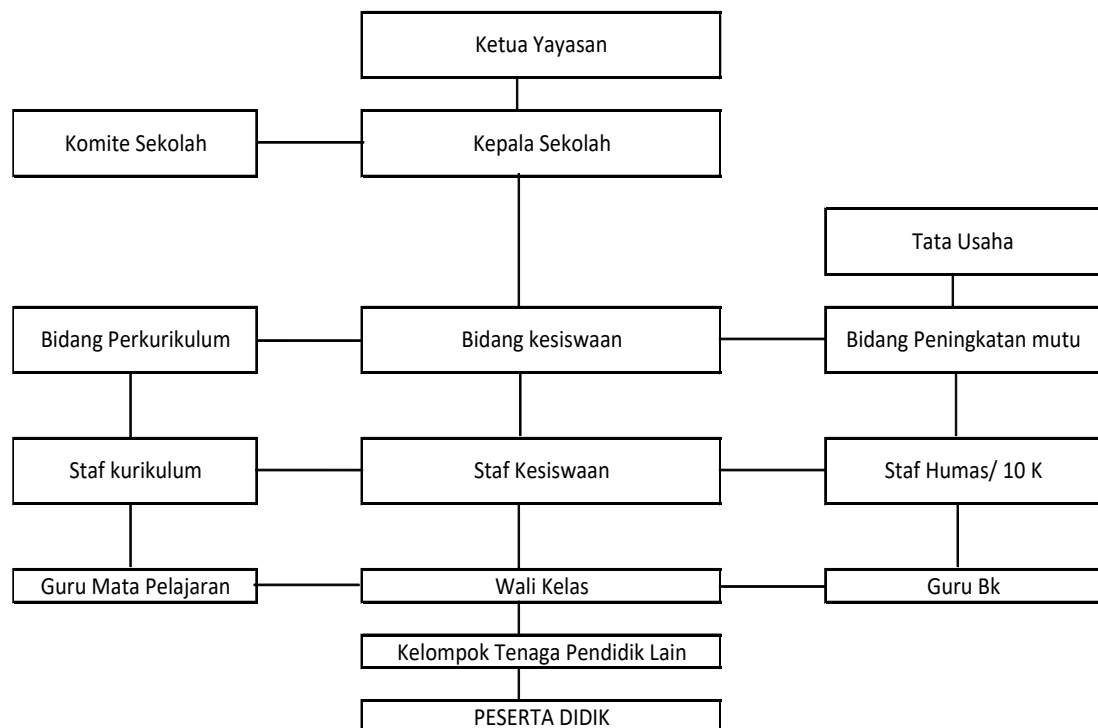 Ketua Yayasan
Komite Sekolah
Kepala Sekolah
Tata Usaha
Bidang Perkurikulum
Bidang kesiswaan
Bidang Peningkatan mutu
Staf kurikulum
Staf Kesiswaan
Staf Humas/ 10 K
Guru Mata Pelajaran
Wali Kelas
Guru Bk
Kelompok Tenaga Pendidik Lain
PESERTA DIDIK